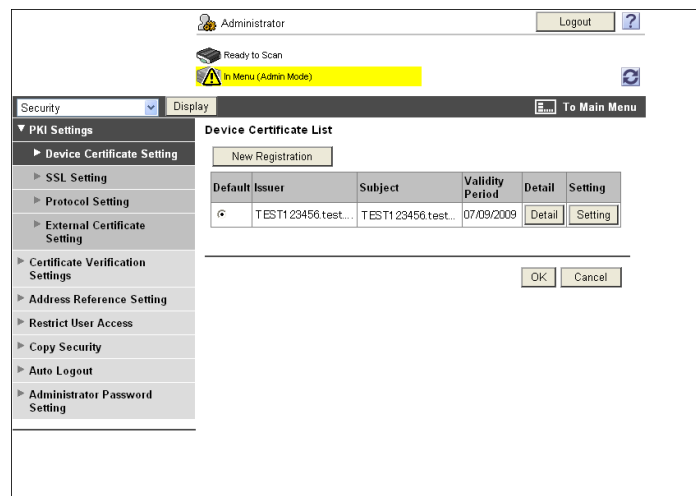 Administrator
Logout
?
Ready to Scan
In Menu (Admin Mode)
Security
Display
To Main Menu
PKI Settings
Device Certificate Setting
SSL Setting
Protocol Setting
External Certificate
Setting
Certificate Verification
Settings
Address Reference Setting
Restrict User Access
Copy Security
Auto Logout
Administrator Password
Setting
Device Certificate List
New Registration
Default Issuer Subject Validity Period Detail Setting
TEST123456.test.... TEST123456.test... 07/09/2009 Detail Setting
OK Cancel